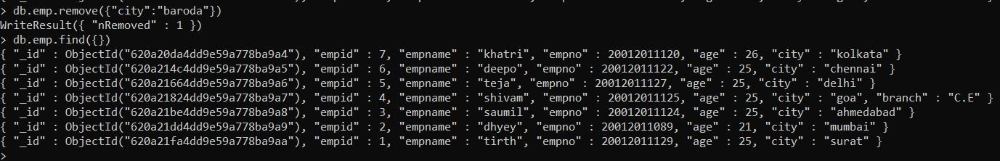 > db.emp.remove({"city":"baroda"})
WriteResult({ "nRemoved" : 1 })
> db.emp.find({})
{ "_id" : ObjectId("620a20da4dd9e59a778ba9a4"), "empid" : 7, "empname" : "khatri", "empno" : 20012011120, "age" : 26, "city" : "kolkata" }
{ "_id" : ObjectId("620a214c4dd9e59a778ba9a5"), "empid" : 6, "empname" : "deepo", "empno" : 20012011122, "age" : 25, "city" : "chennai" }
{ "_id" : ObjectId("620a21664dd9e59a778ba9a6"), "empid" : 5, "empname" : "teja", "empno" : 20012011127, "age" : 25, "city" : "delhi" }
{ "_id" : ObjectId("620a21824dd9e59a778ba9a7"), "empid" : 4, "empname" : "shivam", "empno" : 20012011125, "age" : 25, "city" : "goa", "branch" : "C.E" }
{ "_id" : ObjectId("620a21be4dd9e59a778ba9a8"), "empid" : 3, "empname" : "saumil", "empno" : 20012011124, "age" : 25, "city" : "ahmedabad" }
{ "_id" : ObjectId("620a21dd4dd9e59a778ba9a9"), "empid" : 2, "empname" : "dhyey", "empno" : 20012011089, "age" : 21, "city" : "mumbai" }
{ "_id" : ObjectId("620a21fa4dd9e59a778ba9aa"), "empid" : 1, "empname" : "tirth", "empno" : 20012011129, "age" : 25, "city" : "surat" }
>